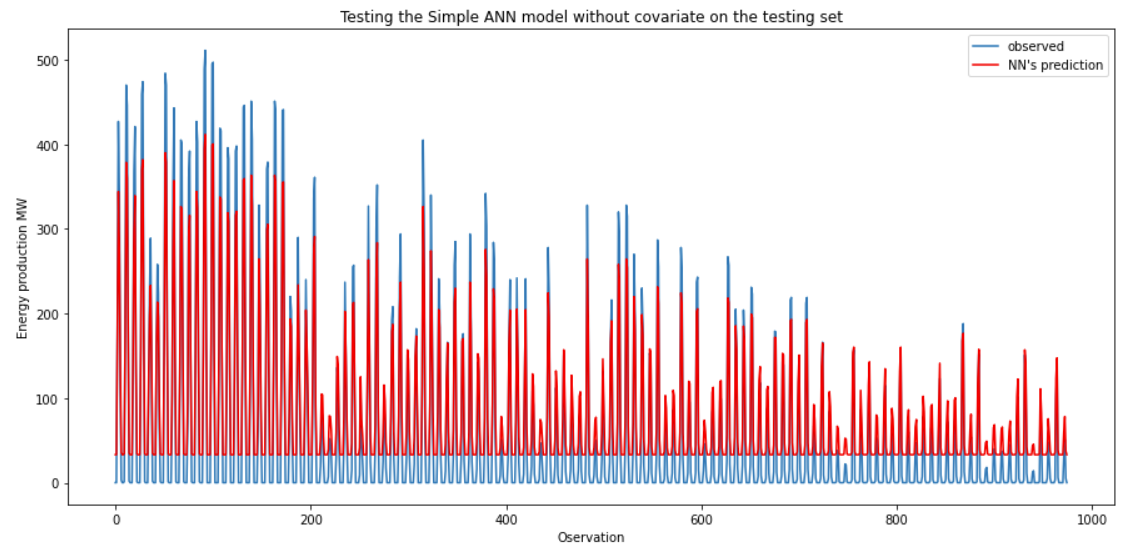 Testing the Simple ANN model without covariate on the testing set
observed
NN's prediction
Energy production MW
500
400
300
200
100
0
0 200 400 600 800 1000
Oservation